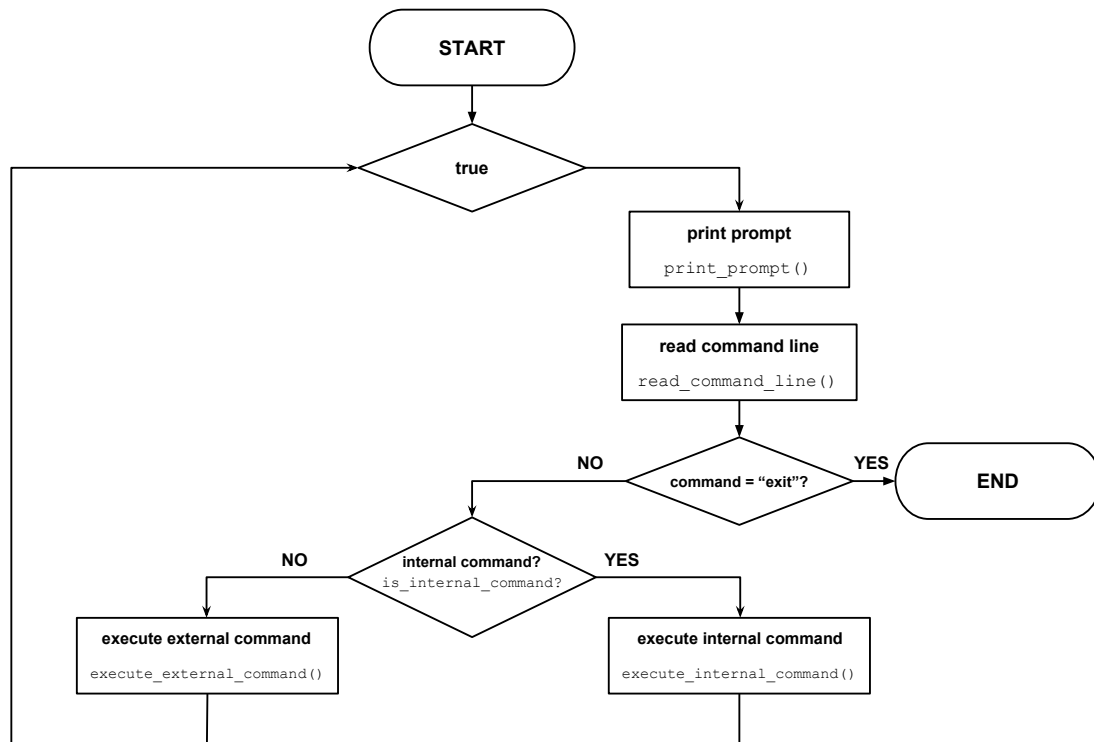 START
true
print prompt
print_prompt()
read command line
read_command_line()
NO
YES
command = “exit”?
END
NO
internal command?
YES
is_internal_command?
execute external command
execute_external_command()
execute internal command
execute_internal_command()